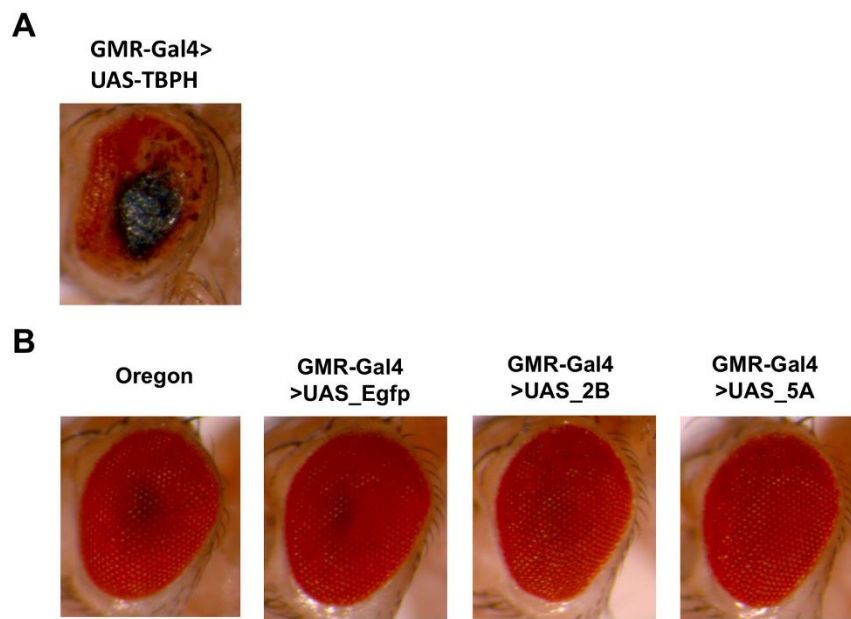 A
GMR-Gal4>
UAS-TBPH
B
Oregon
GMR-Gal4
>UAS_Egfp
GMR-Gal4
>UAS_2B
GMR-Gal4
>UAS_5A